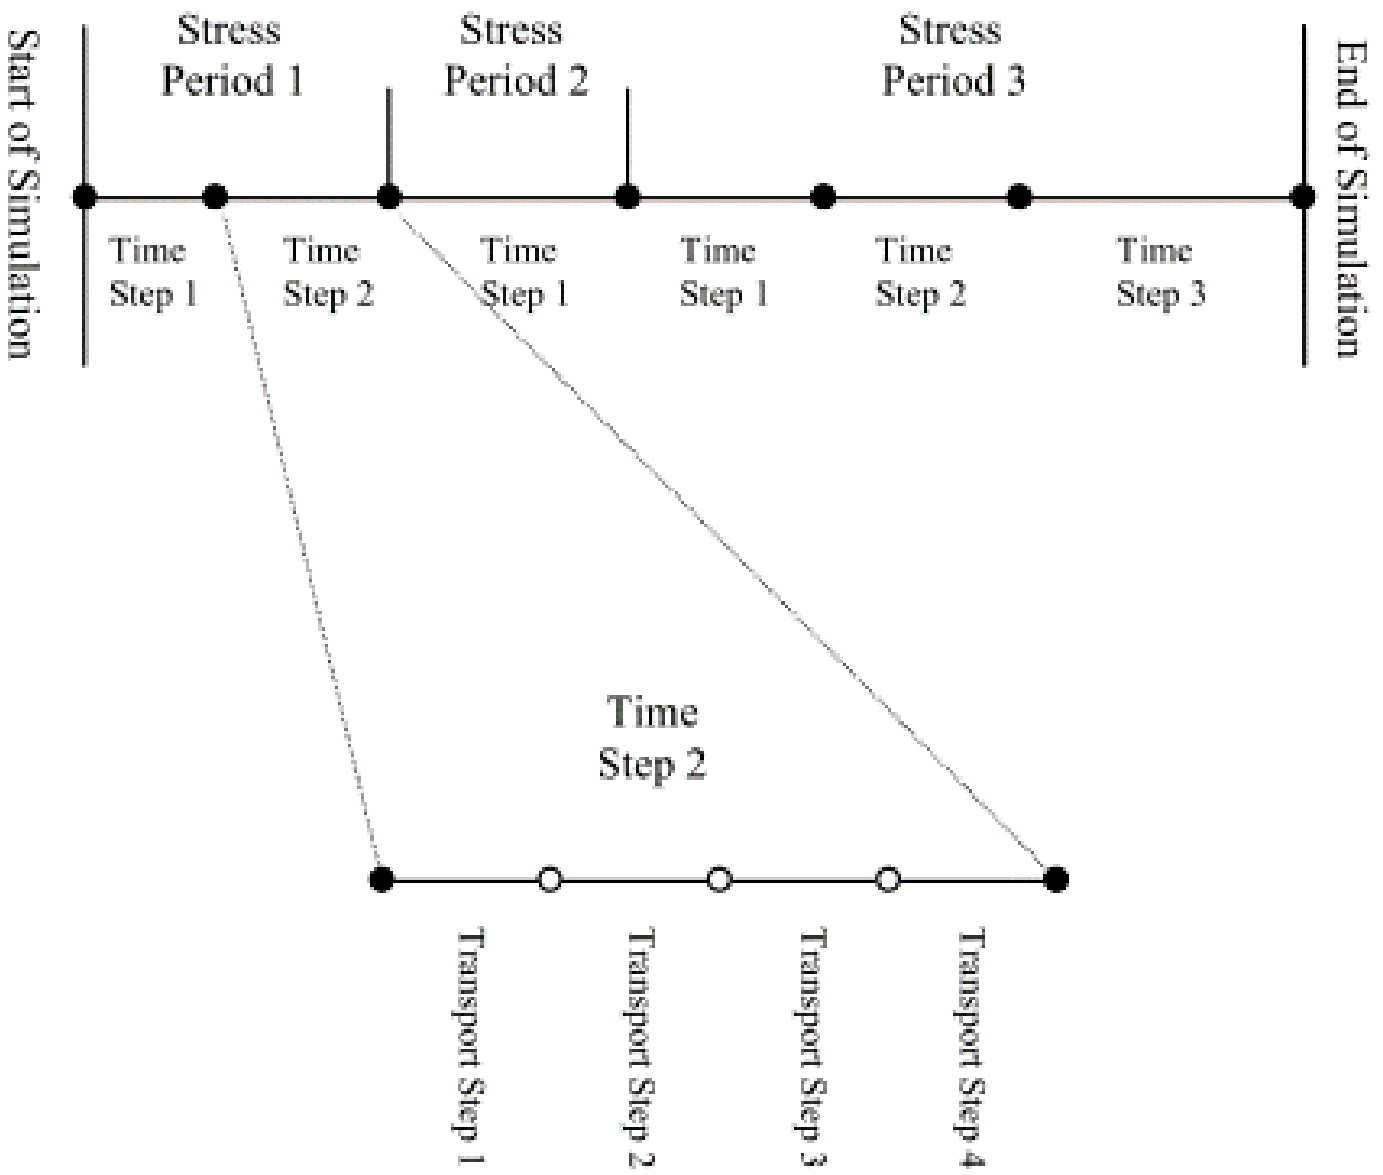 Start of Simulation
Stress
Period 1
Stress
Period 2
Stress
Period 3
End of Simulation
Time
Step 1
Time
Step 2
Time
Step 1
Time
Step 1
Time
Step 2
Time
Step 3
Time
Step 2
Transport Step 1
Transport Step 2
Transport Step 3
Transport Step 4